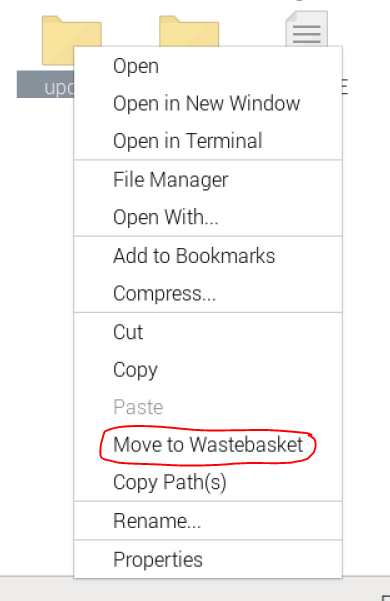 Open
Open in New Window
Open in Terminal
File Manager
Open With...
Add to Bookmarks
Compress...
Cut
Copy
Paste
Move to Wastebasket
Copy Path(s)
Rename...
Properties